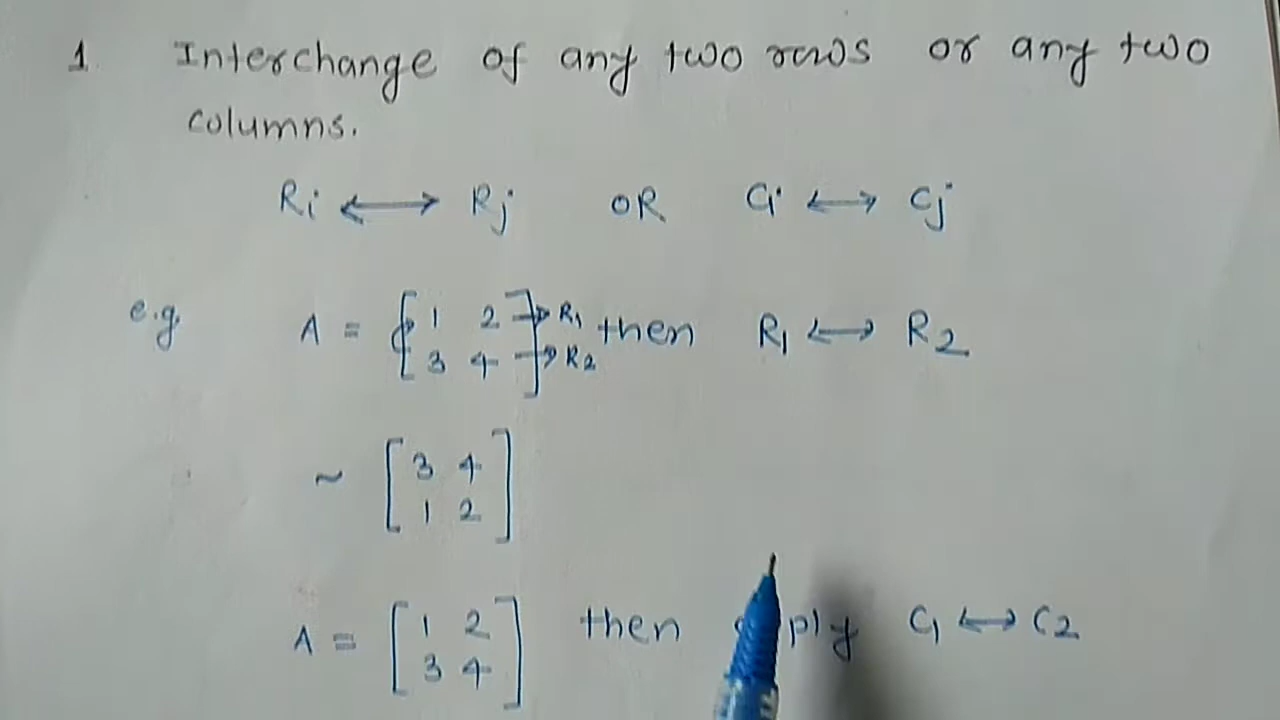 1. Interchange of any two rows or any two
columns.
Ri ⟷ Rj OR Ci ⟷ Cj
e.g. A = [1 2 → R1 then R1 ⟷ R2
3 4] → R2
~ [3 4
1 2]
A = [1 2 then C1 ⟷ C2
3 4]